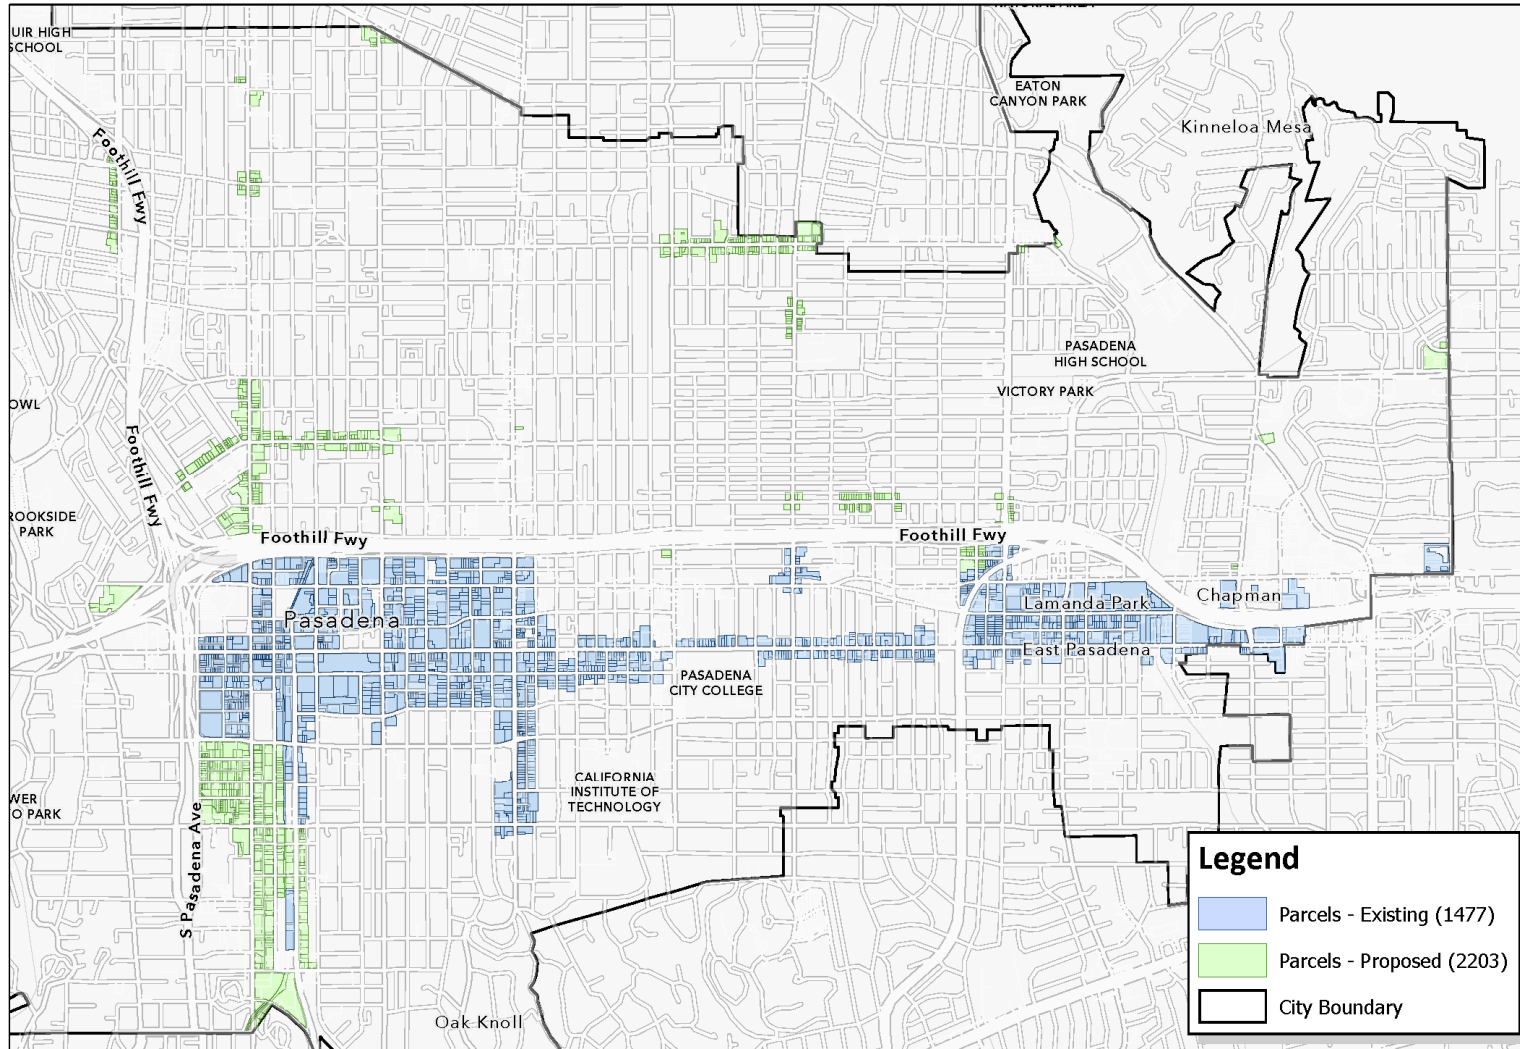 UIR HIGH
SCHOOL
EATON
CANYON PARK
Kinneloa Mesa
Foothill Fwy
PASADENA
HIGH SCHOOL
VICTORY PARK
OWL
Foothill Fwy
ROOKSIDE
PARK
Foothill Fwy
Foothill Fwy
Pasadena
Lamanda Park
Chapman
East Pasadena
PASADENA
CITY COLLEGE
CALIFORNIA
INSTITUTE OF
TECHNOLOGY
WER
O PARK
S Pasadena Ave
Oak Knoll
Legend
Parcels - Existing (1477)
Parcels - Proposed (2203)
City Boundary